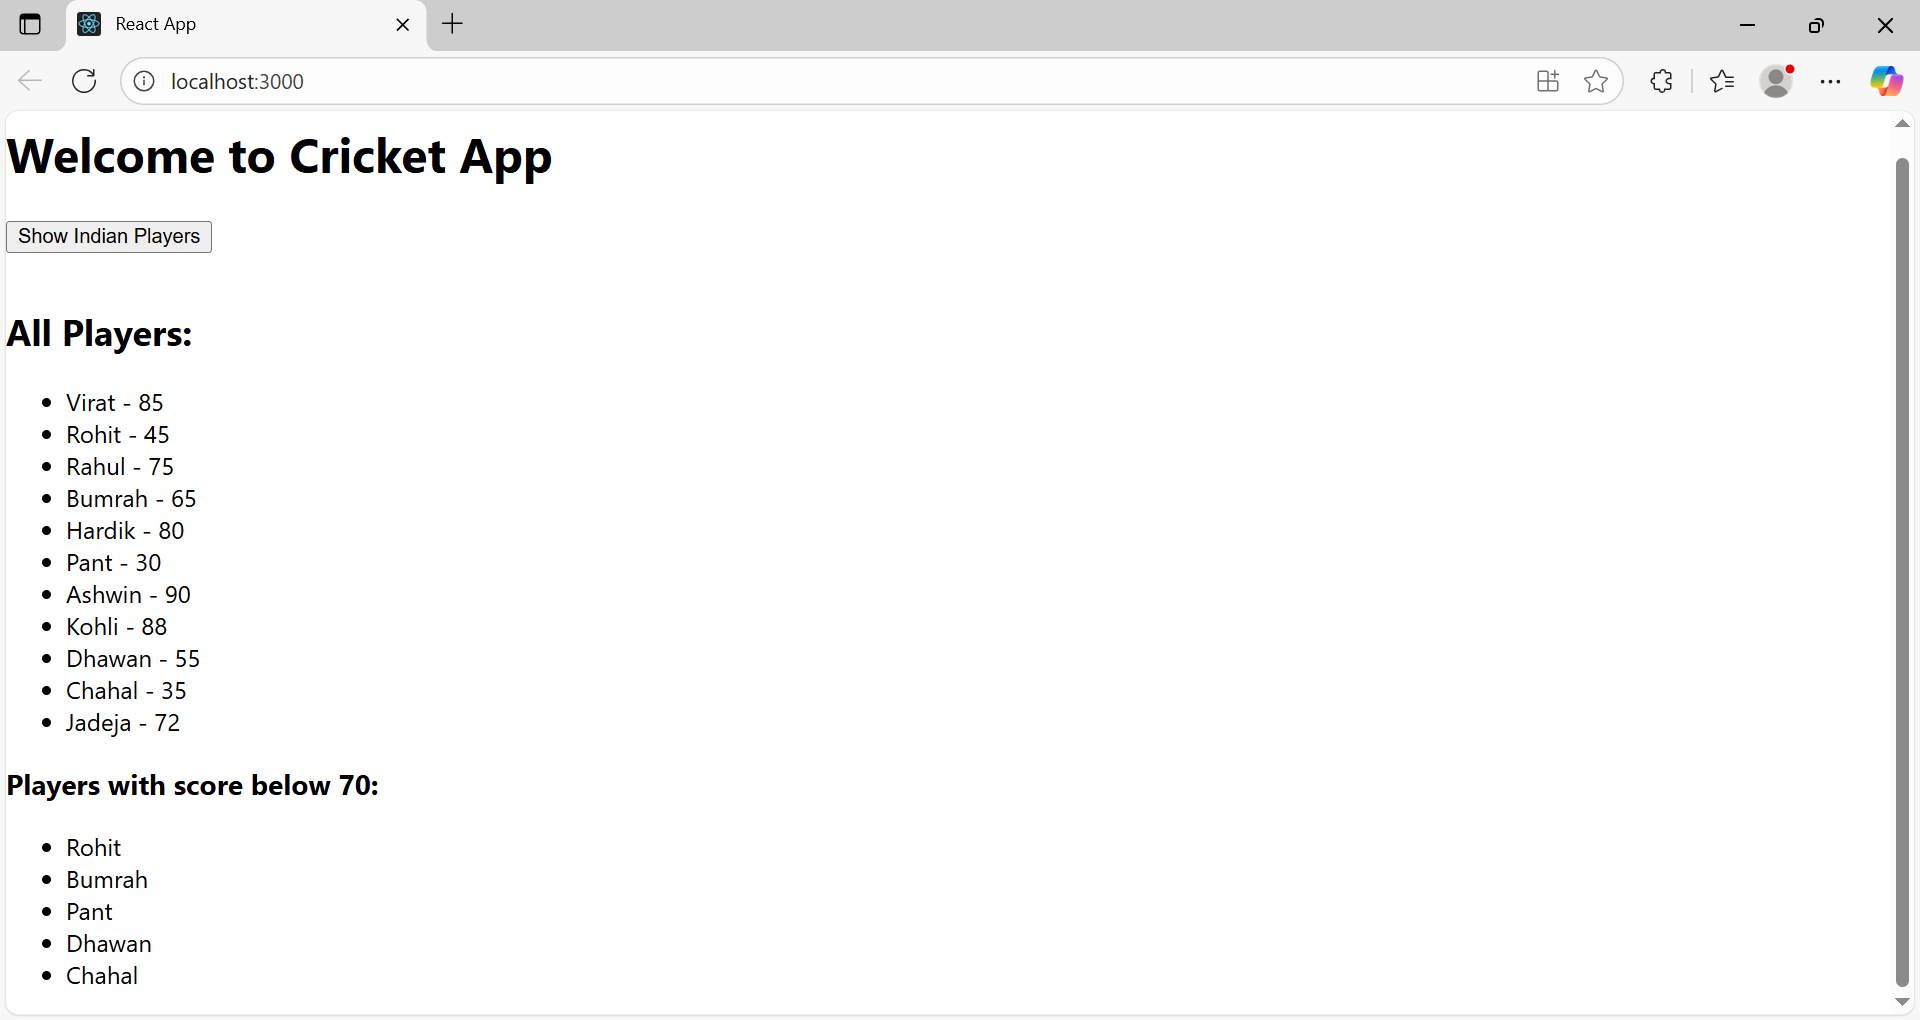 React App
localhost:3000
Welcome to Cricket App
Show Indian Players
All Players:
Virat - 85
Rohit - 45
Rahul - 75
Bumrah - 65
Hardik - 80
Pant - 30
Ashwin - 90
Kohli - 88
Dhawan - 55
Chahal - 35
Jadeja - 72
Players with score below 70:
Rohit
Bumrah
Pant
Dhawan
Chahal